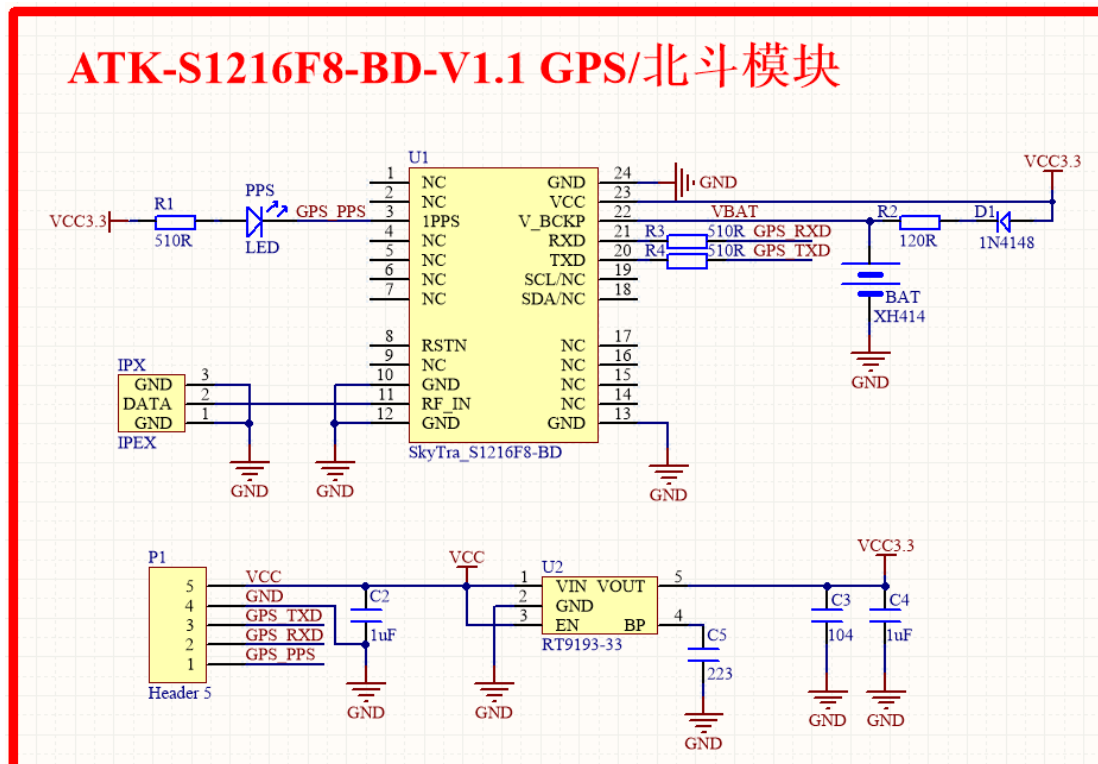 ATK-S1216F8-BD-V1.1 GPS/北斗模块
U1
1 NC GND 24 GND
2 NC VCC 23
3 1PPS V_BCKP 22 VBAT
4 NC RXD 21 R3 510R GPS_RXD
5 NC TXD 20 R4 510R GPS_TXD
6 NC SCL/NC 19
7 NC SDA/NC 18
8 RSTN NC 17
9 NC NC 16
10 GND NC 15
11 RF_IN NC 14
12 GND GND 13
SkyTra_S1216F8-BD
VCC3.3
R1
510R
PPS
LED
GPS_PPS
R2
120R
D1
1N4148
VCC3.3
BAT
XH414
GND
IPX
GND 3
DATA 2
GND 1
IPEX
GND
GND
GND
P1
5 VCC
4 GND
3 GPS_TXD
2 GPS_RXD
1 GPS_PPS
Header 5
VCC
C2
1uF
GND
U2
1 VIN VOUT 5
2 GND
3 EN BP 4
RT9193-33
GND
C5
223
GND
VCC3.3
C3
104
GND
C4
1uF
GND